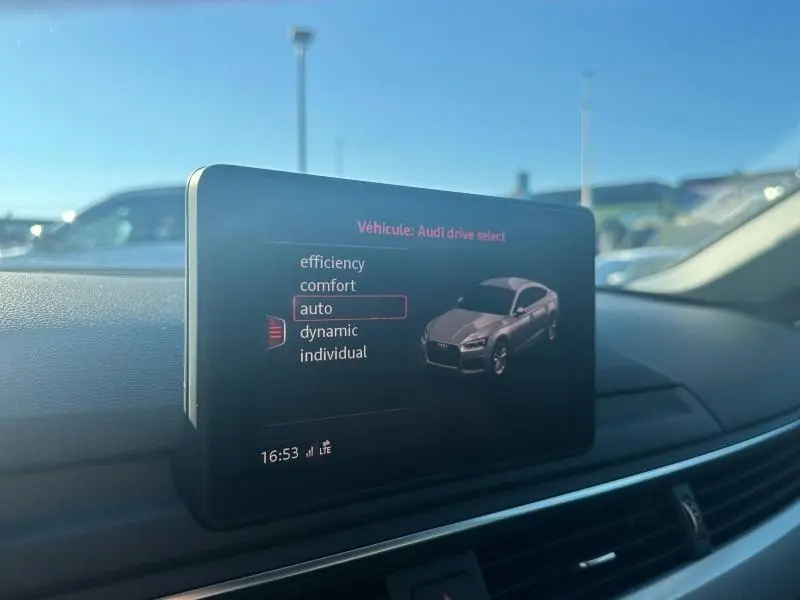 Véhicule: Audi drive select
efficiency
comfort
auto
dynamic
individual
16:53 LTE